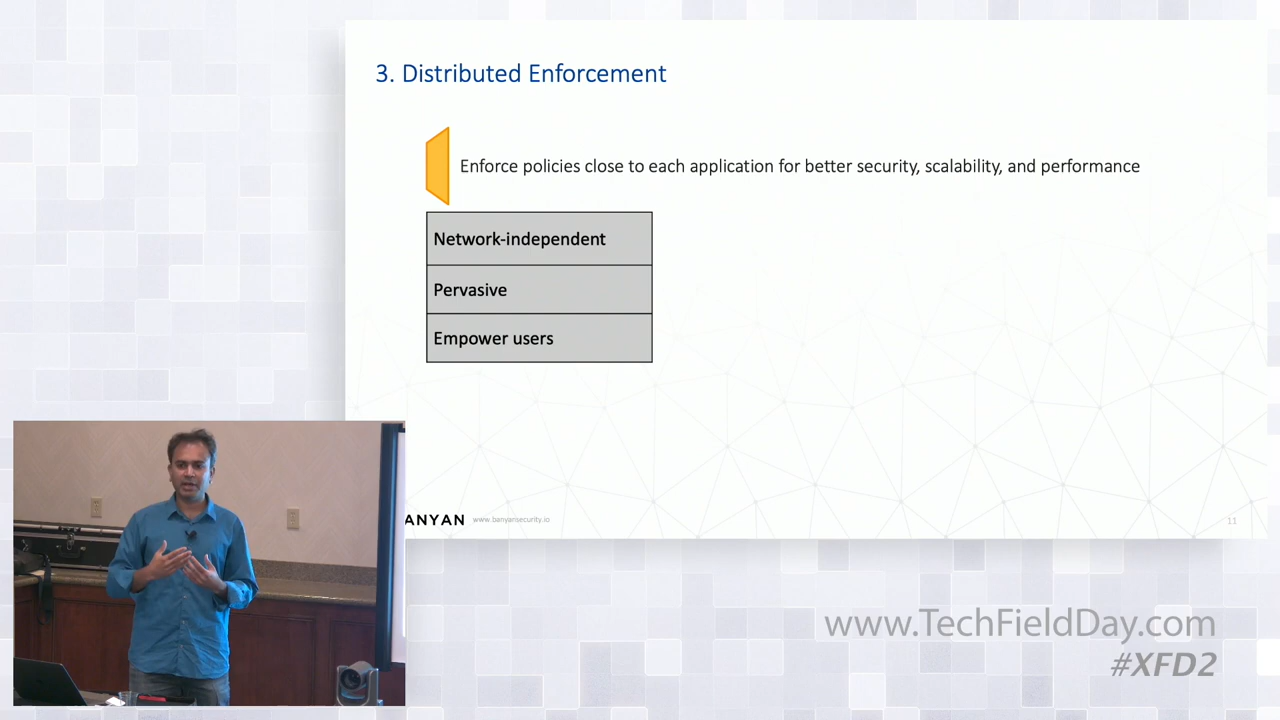 3. Distributed Enforcement
Enforce policies close to each application for better security, scalability, and performance
Network-independent
Pervasive
Empower users
ANYAN www.banyansecurity.io
11
www.TechFieldDay.com
#XFD2